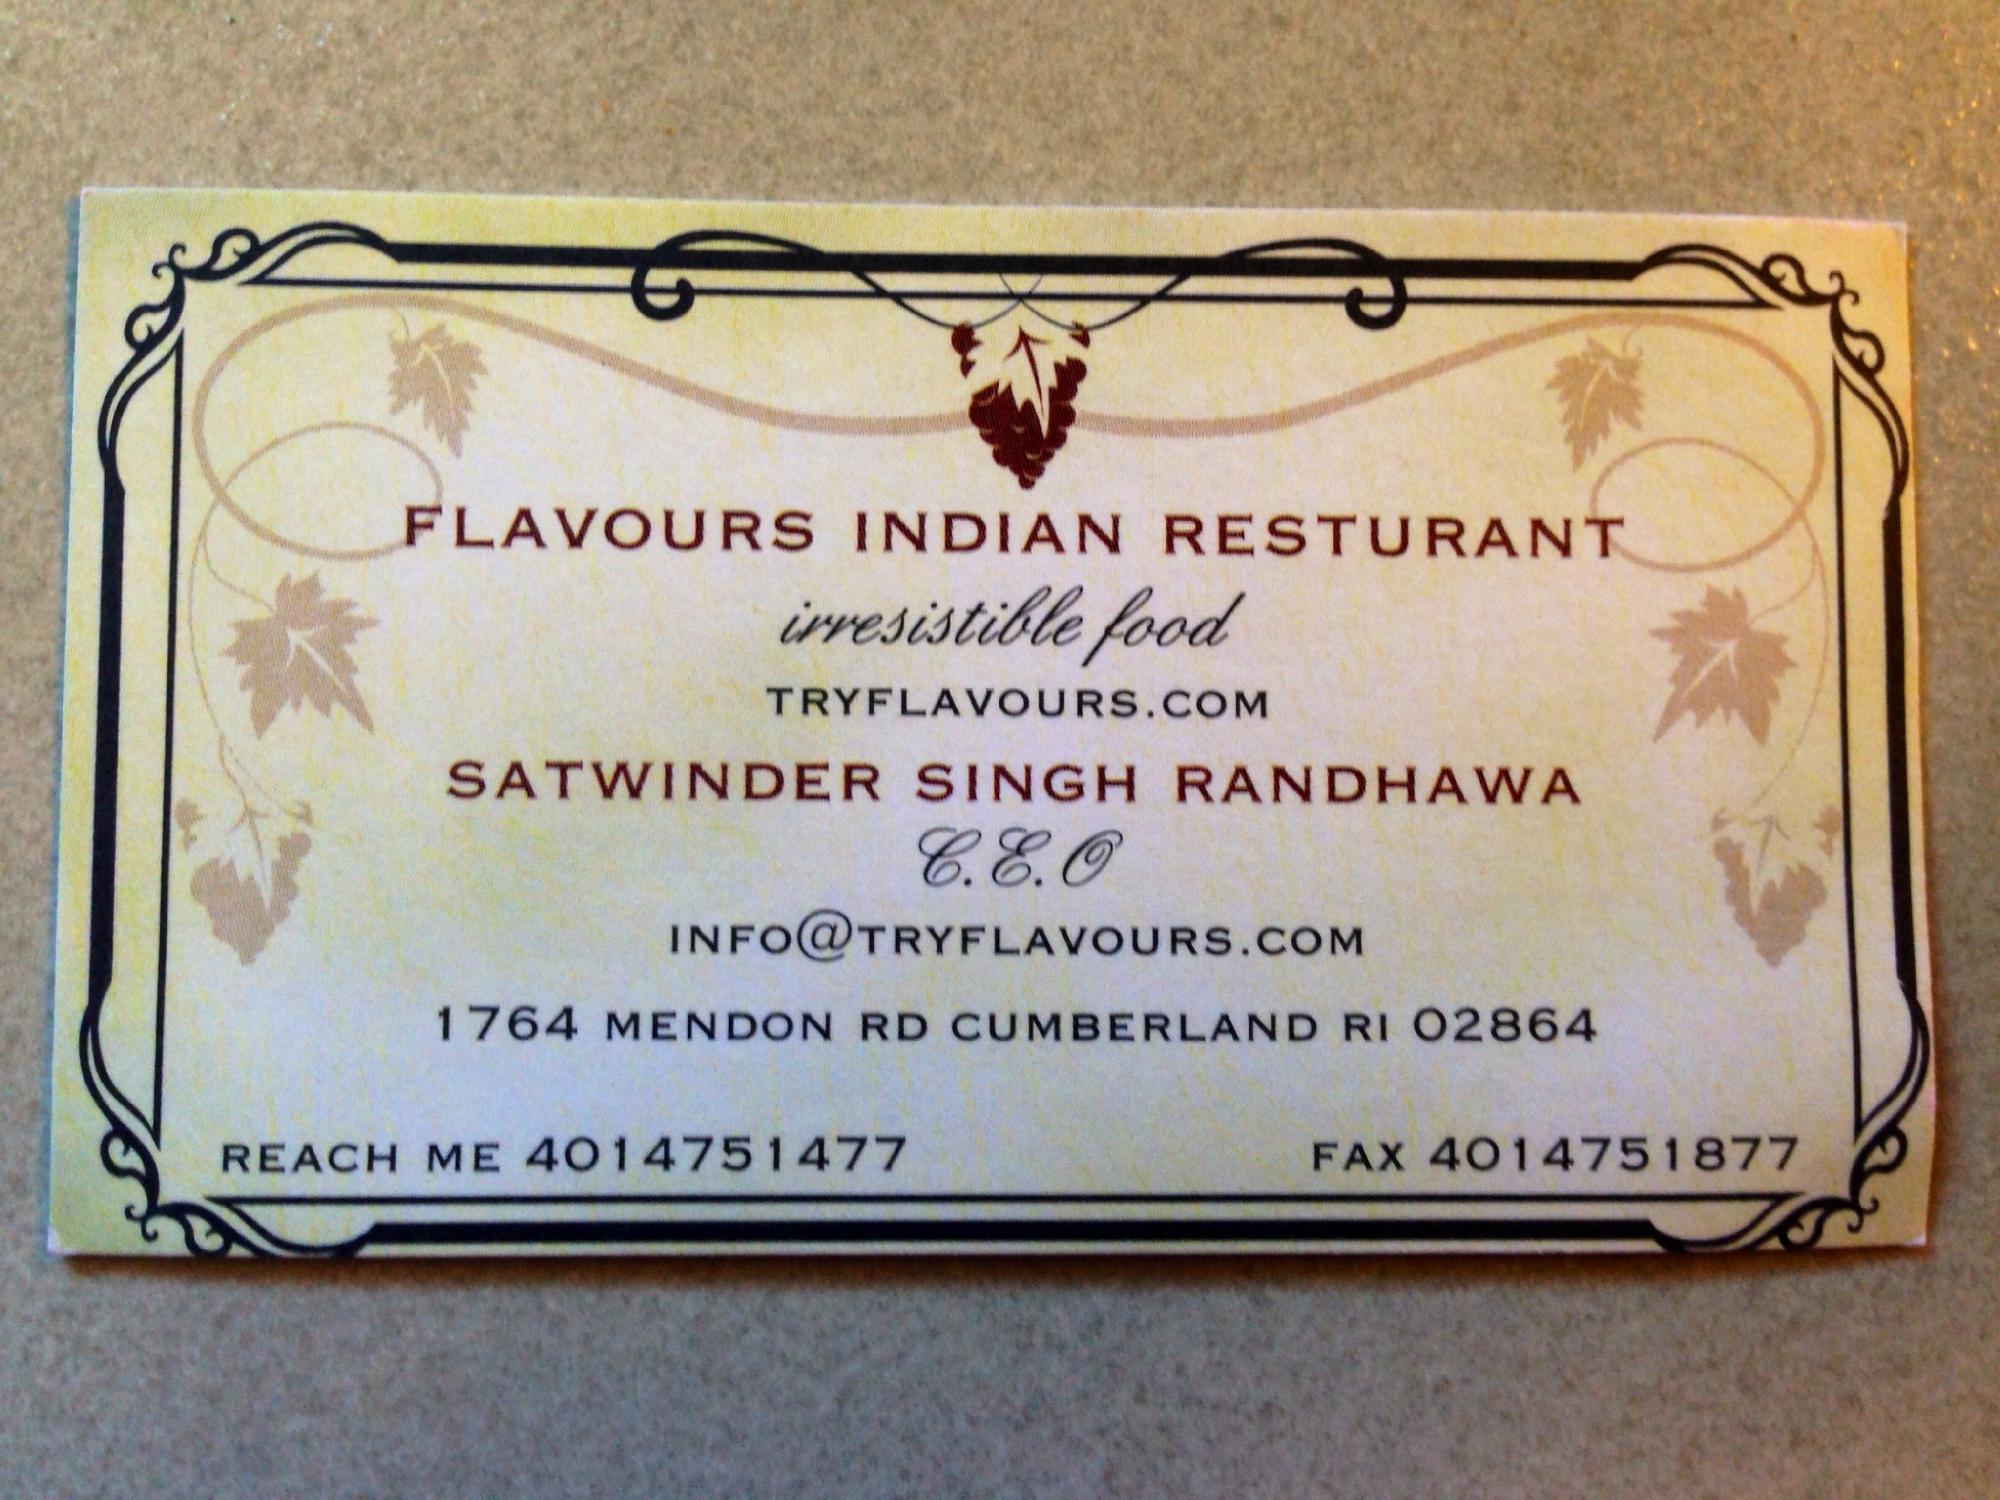 FLAVOURS INDIAN RESTURANT
irresistible food
TRYFLAVOURS.COM
SATWINDER SINGH RANDHAWA
C.E.O
INFO@TRYFLAVOURS.COM
1764 MENDON RD CUMBERLAND RI 02864
REACH ME 4014751477
FAX 4014751877